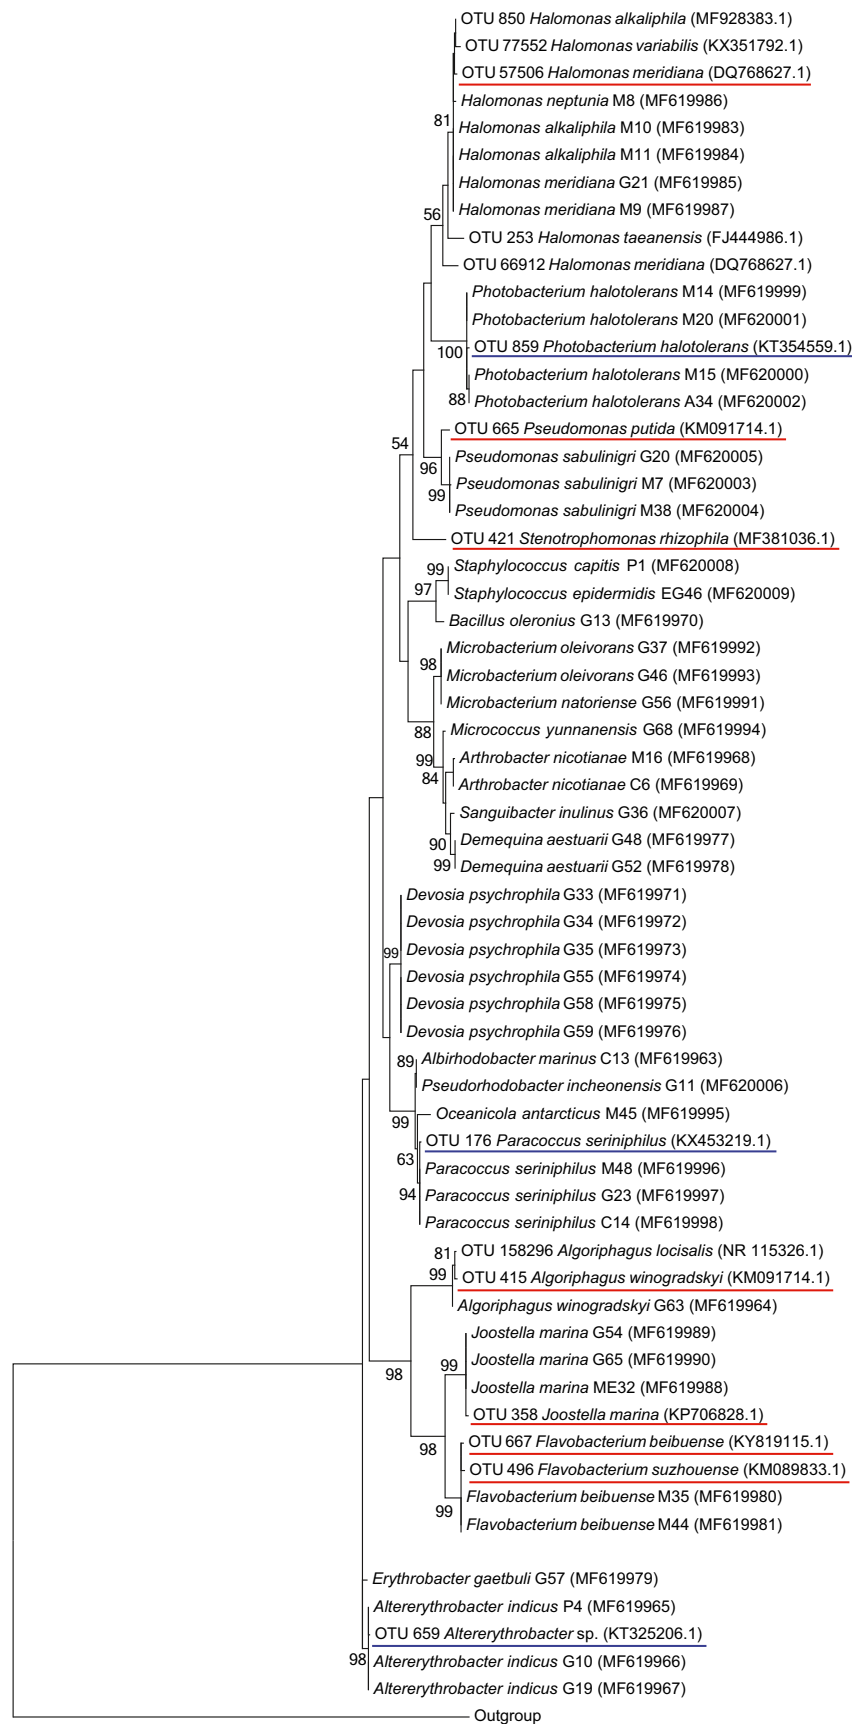 OTU 850 Halomonas alkaliphila (MF928383.1)
OTU 77552 Halomonas variabilis (KX351792.1)
OTU 57506 Halomonas meridiana (DQ768627.1)
Halomonas neptunia M8 (MF619986)
81
Halomonas alkaliphila M10 (MF619983)
Halomonas alkaliphila M11 (MF619984)
Halomonas meridiana G21 (MF619985)
Halomonas meridiana M9 (MF619987)
56
OTU 253 Halomonas taeanensis (FJ444986.1)
OTU 66912 Halomonas meridiana (DQ768627.1)
Photobacterium halotolerans M14 (MF619999)
Photobacterium halotolerans M20 (MF620001)
OTU 859 Photobacterium halotolerans (KT354559.1)
100
Photobacterium halotolerans M15 (MF620000)
88
Photobacterium halotolerans A34 (MF620002)
OTU 665 Pseudomonas putida (KM091714.1)
54
Pseudomonas sabulinigri G20 (MF620005)
96
Pseudomonas sabulinigri M7 (MF620003)
99
Pseudomonas sabulinigri M38 (MF620004)
OTU 421 Stenotrophomonas rhizophila (MF381036.1)
99
Staphylococcus capitis P1 (MF620008)
97
Staphylococcus epidermidis EG46 (MF620009)
Bacillus oleronius G13 (MF619970)
Microbacterium oleivorans G37 (MF619992)
98
Microbacterium oleivorans G46 (MF619993)
Microbacterium natoriense G56 (MF619991)
88
Micrococcus yunnanensis G68 (MF619994)
99
Arthrobacter nicotianae M16 (MF619968)
84
Arthrobacter nicotianae C6 (MF619969)
Sanguibacter inulinus G36 (MF620007)
90
Demequina aestuarii G48 (MF619977)
99
Demequina aestuarii G52 (MF619978)
Devosia psychrophila G33 (MF619971)
Devosia psychrophila G34 (MF619972)
99
Devosia psychrophila G35 (MF619973)
Devosia psychrophila G55 (MF619974)
Devosia psychrophila G58 (MF619975)
Devosia psychrophila G59 (MF619976)
89
Albirhodobacter marinus C13 (MF619963)
Pseudorhodobacter incheonensis G11 (MF620006)
Oceanicola antarcticus M45 (MF619995)
99
OTU 176 Paracoccus seriniphilus (KX453219.1)
63
Paracoccus seriniphilus M48 (MF619996)
94
Paracoccus seriniphilus G23 (MF619997)
Paracoccus seriniphilus C14 (MF619998)
81
OTU 158296 Algoriphagus locisalis (NR 115326.1)
99
OTU 415 Algoriphagus winogradskyi (KM091714.1)
Algoriphagus winogradskyi G63 (MF619964)
Joostella marina G54 (MF619989)
99
Joostella marina G65 (MF619990)
98
Joostella marina ME32 (MF619988)
OTU 358 Joostella marina (KP706828.1)
OTU 667 Flavobacterium beibuense (KY819115.1)
98
OTU 496 Flavobacterium suzhouense (KM089833.1)
Flavobacterium beibuense M35 (MF619980)
99
Flavobacterium beibuense M44 (MF619981)
Erythrobacter gaetbuli G57 (MF619979)
Altererythrobacter indicus P4 (MF619965)
OTU 659 Altererythrobacter sp. (KT325206.1)
98
Altererythrobacter indicus G10 (MF619966)
Altererythrobacter indicus G19 (MF619967)
Outgroup